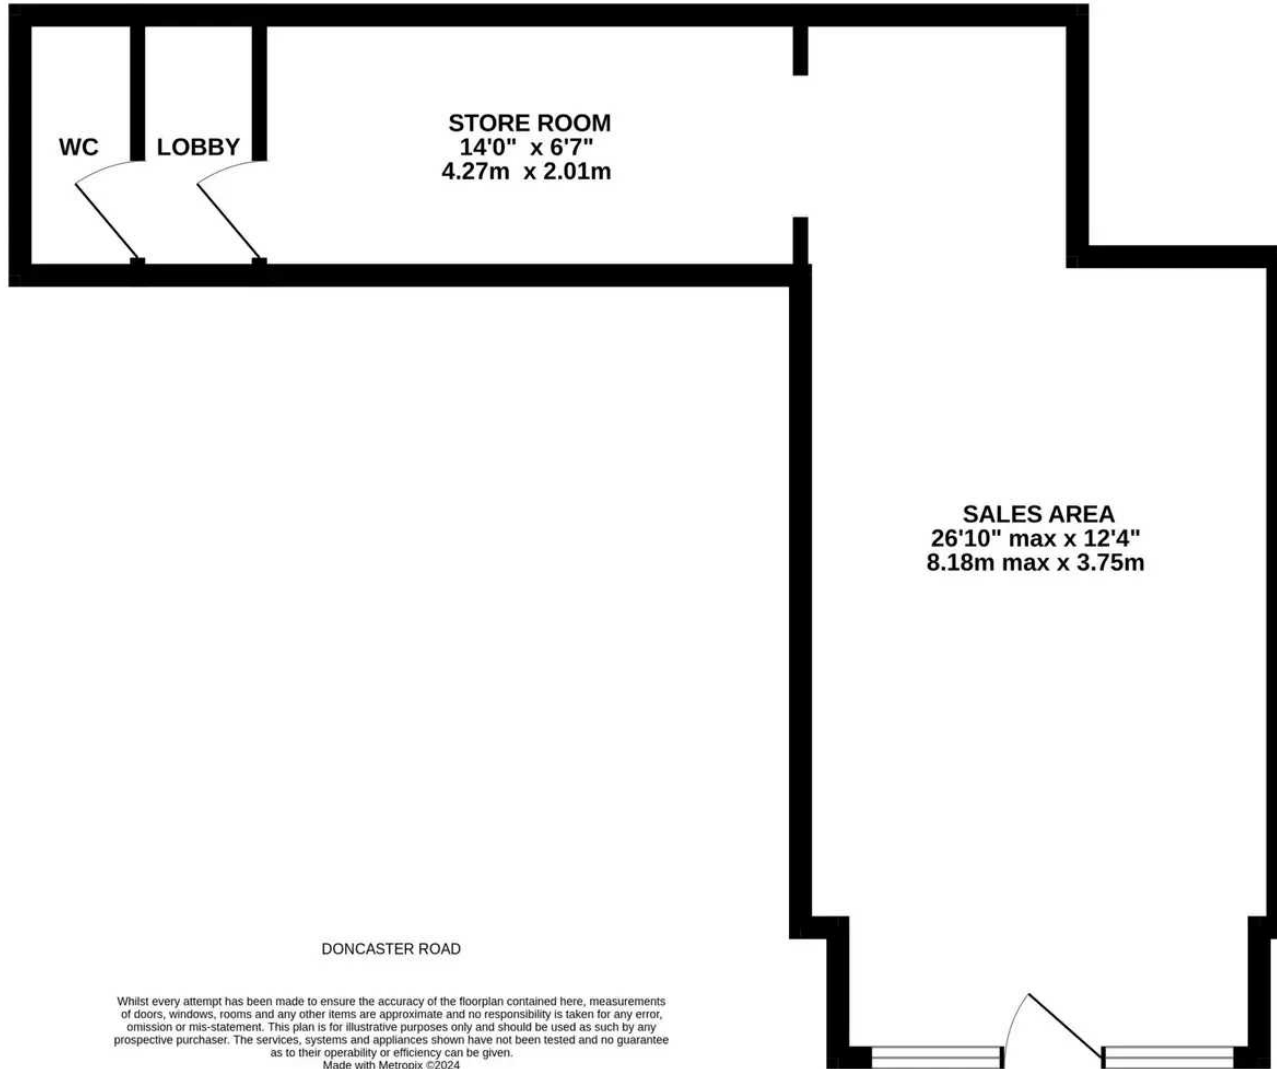 WC
LOBBY
STORE ROOM
14'0" x 6'7"
4.27m x 2.01m
SALES AREA
26'10" max x 12'4"
8.18m max x 3.75m
DONCASTER ROAD
Whilst every attempt has been made to ensure the accuracy of the floorplan contained here, measurements
of doors, windows, rooms and any other items are approximate and no responsibility is taken for any error,
omission or mis-statement. This plan is for illustrative purposes only and should be used as such by any
prospective purchaser. The services, systems and appliances shown have not been tested and no guarantee
as to their operability or efficiency can be given.
Made with Metropix ©2024